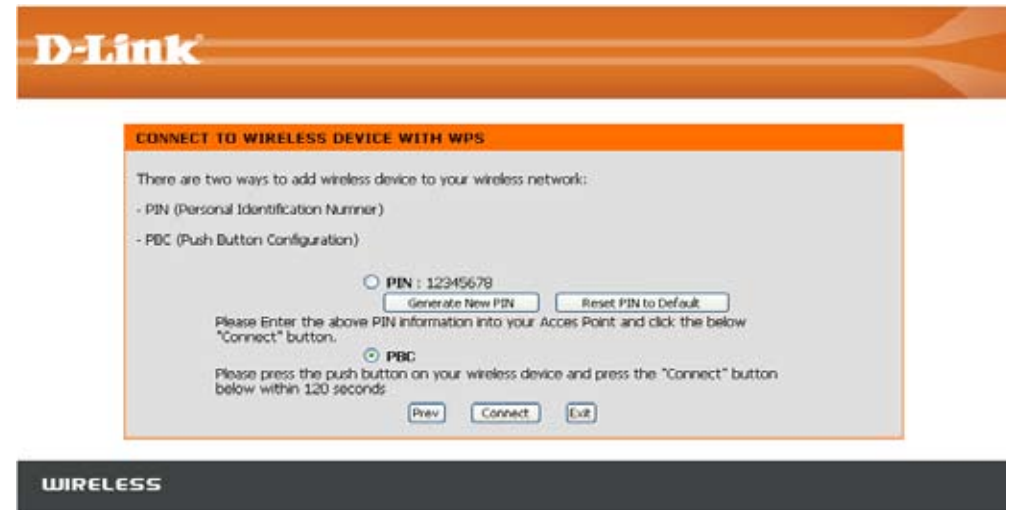 D-Link
CONNECT TO WIRELESS DEVICE WITH WPS
There are two ways to add wireless device to your wireless network:
- PIN (Personal Identification Numner)
- PBC (Push Button Configuration)
PIN : 12345678
Generate New PIN Reset PIN to Default
Please Enter the above PIN information into your Acces Point and click the below
"Connect" button.
PBC
Please press the push button on your wireless device and press the "Connect" button
below within 120 seconds
Prev Connect Exit
WIRELESS